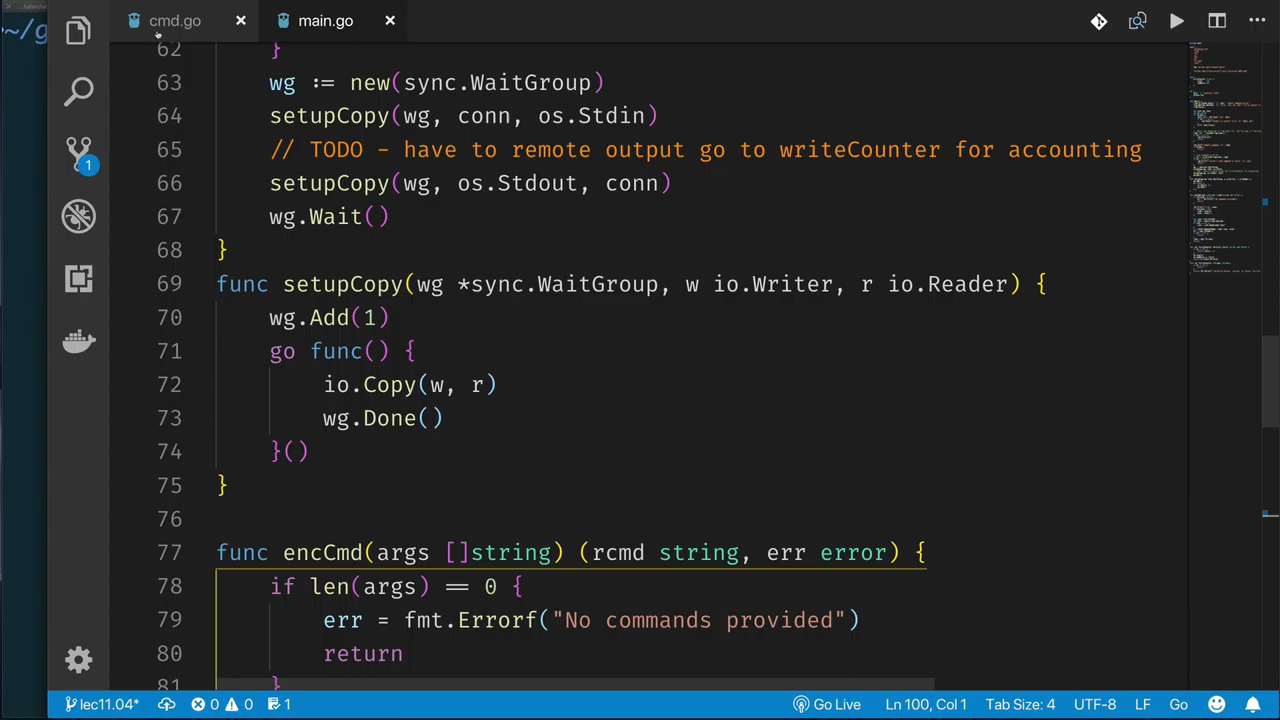 ~/g
cmd.go
main.go
62 }
63 wg := new(sync.WaitGroup)
64 setupCopy(wg, conn, os.Stdin)
65 // TODO - have to remote output go to writeCounter for accounting
66 setupCopy(wg, os.Stdout, conn)
67 wg.Wait()
68 }
69 func setupCopy(wg *sync.WaitGroup, w io.Writer, r io.Reader) {
70 wg.Add(1)
71 go func() {
72 io.Copy(w, r)
73 wg.Done()
74 }()
75 }
76
77 func encCmd(args []string) (rcmd string, err error) {
78 if len(args) == 0 {
79 err = fmt.Errorf("No commands provided")
80 return
81 }
1
lec11.04* 0 0 1 Go Live Ln 100, Col 1 Tab Size: 4 UTF-8 LF Go